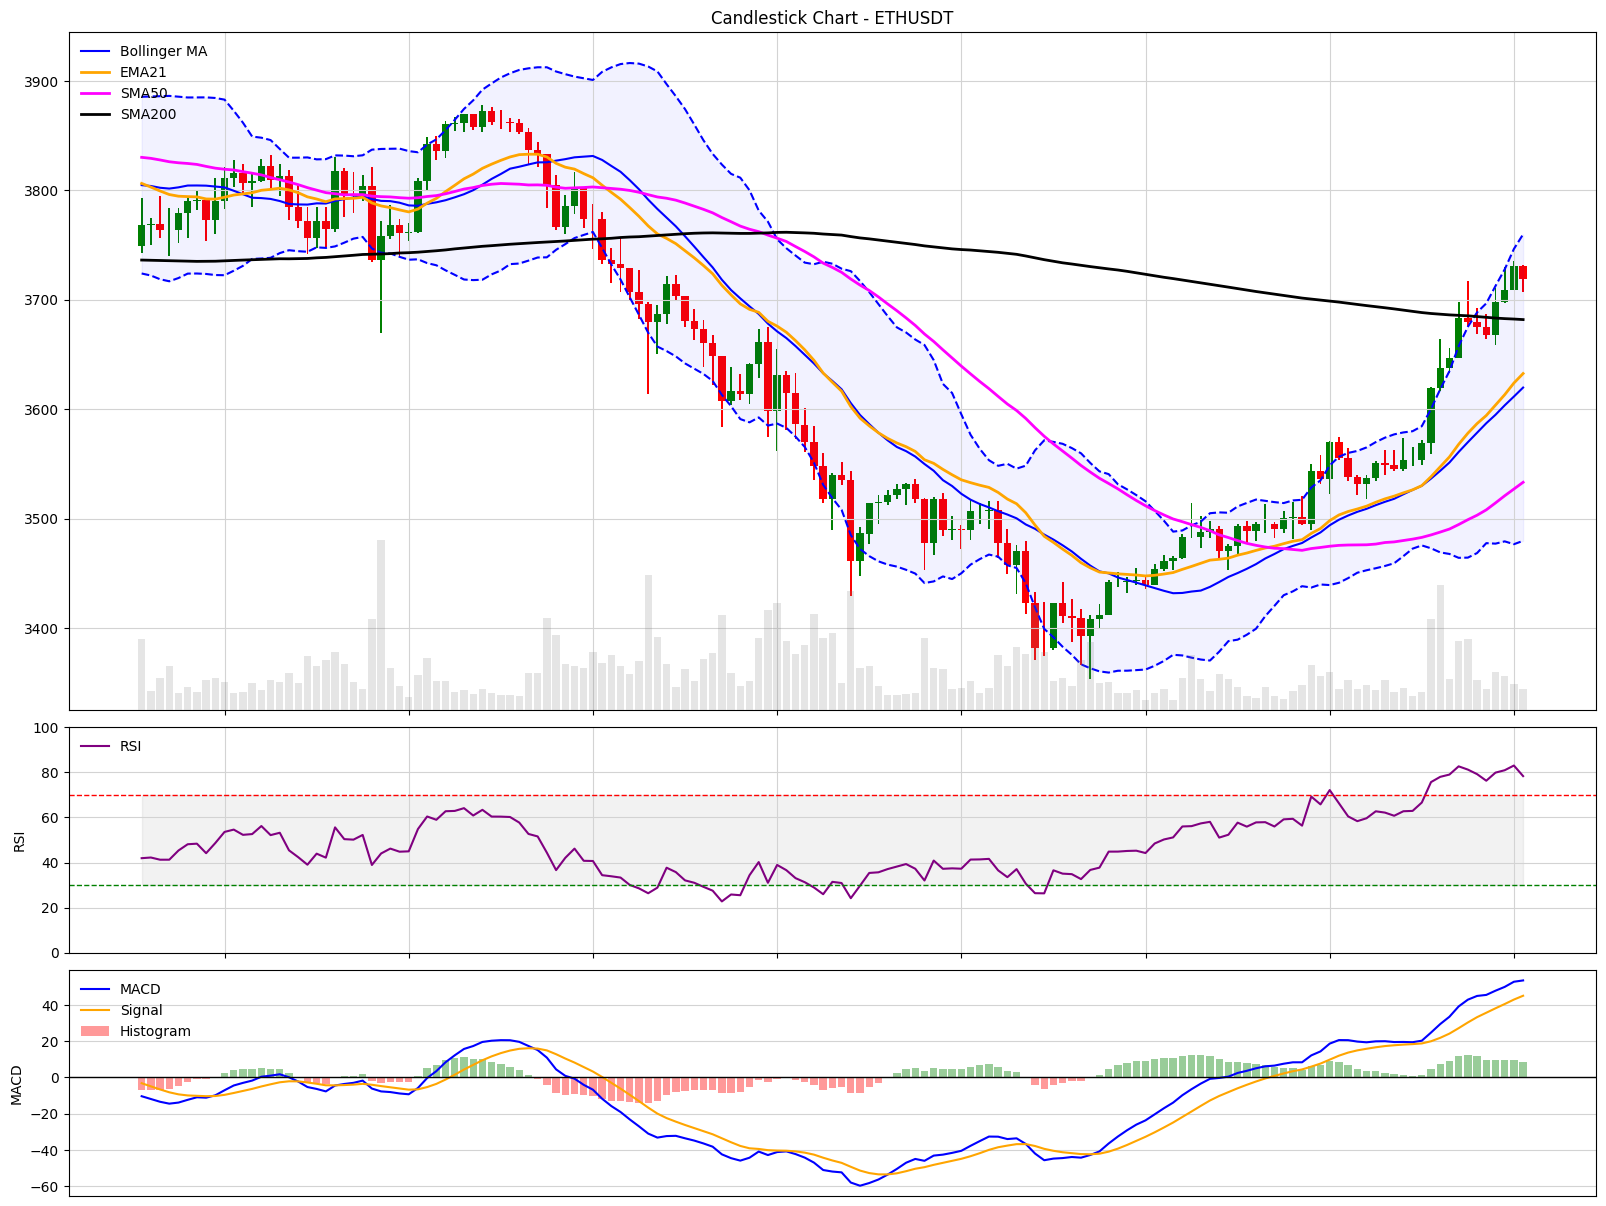 Candlestick Chart - ETHUSDT
Bollinger MA
EMA21
SMA50
SMA200
3900
3800
3700
3600
3500
3400
RSI
100
80
60
40
20
0
RSI
MACD
Signal
Histogram
40
20
0
−20
−40
−60
MACD